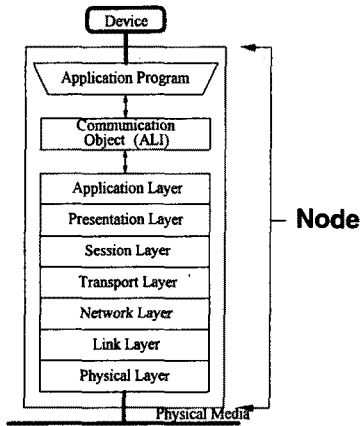 Device
Application Program
Communication
Object (ALI)
Application Layer
Presentation Layer
Session Layer
Transport Layer
Network Layer
Link Layer
Physical Layer
Node
Physical Media